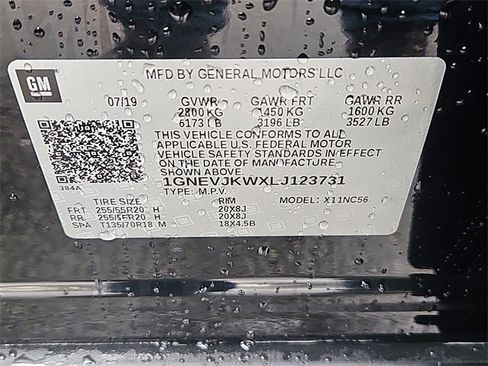 GM
MFD BY GENERAL MOTORS LLC
07/19 GVWR GAWR FRT GAWR RR
2800 KG 1450 KG 1600 KG
6173 LB 3196 LB 3527 LB
THIS VEHICLE CONFORMS TO ALL
APPLICABLE U.S. FEDERAL MOTOR
VEHICLE SAFETY STANDARDS IN EFFECT
ON THE DATE OF MANUFACTURE
SHOWN ABOVE.
1GNEVJKWXLJ123731
384A TYPE: M.P.V.
TIRE SIZE RIM MODEL: X11NC56
FRT 255/55R20 H 20X8J
RR 255/55R20 H 20X8J
SPA T135/70R18 M 18X4.5B